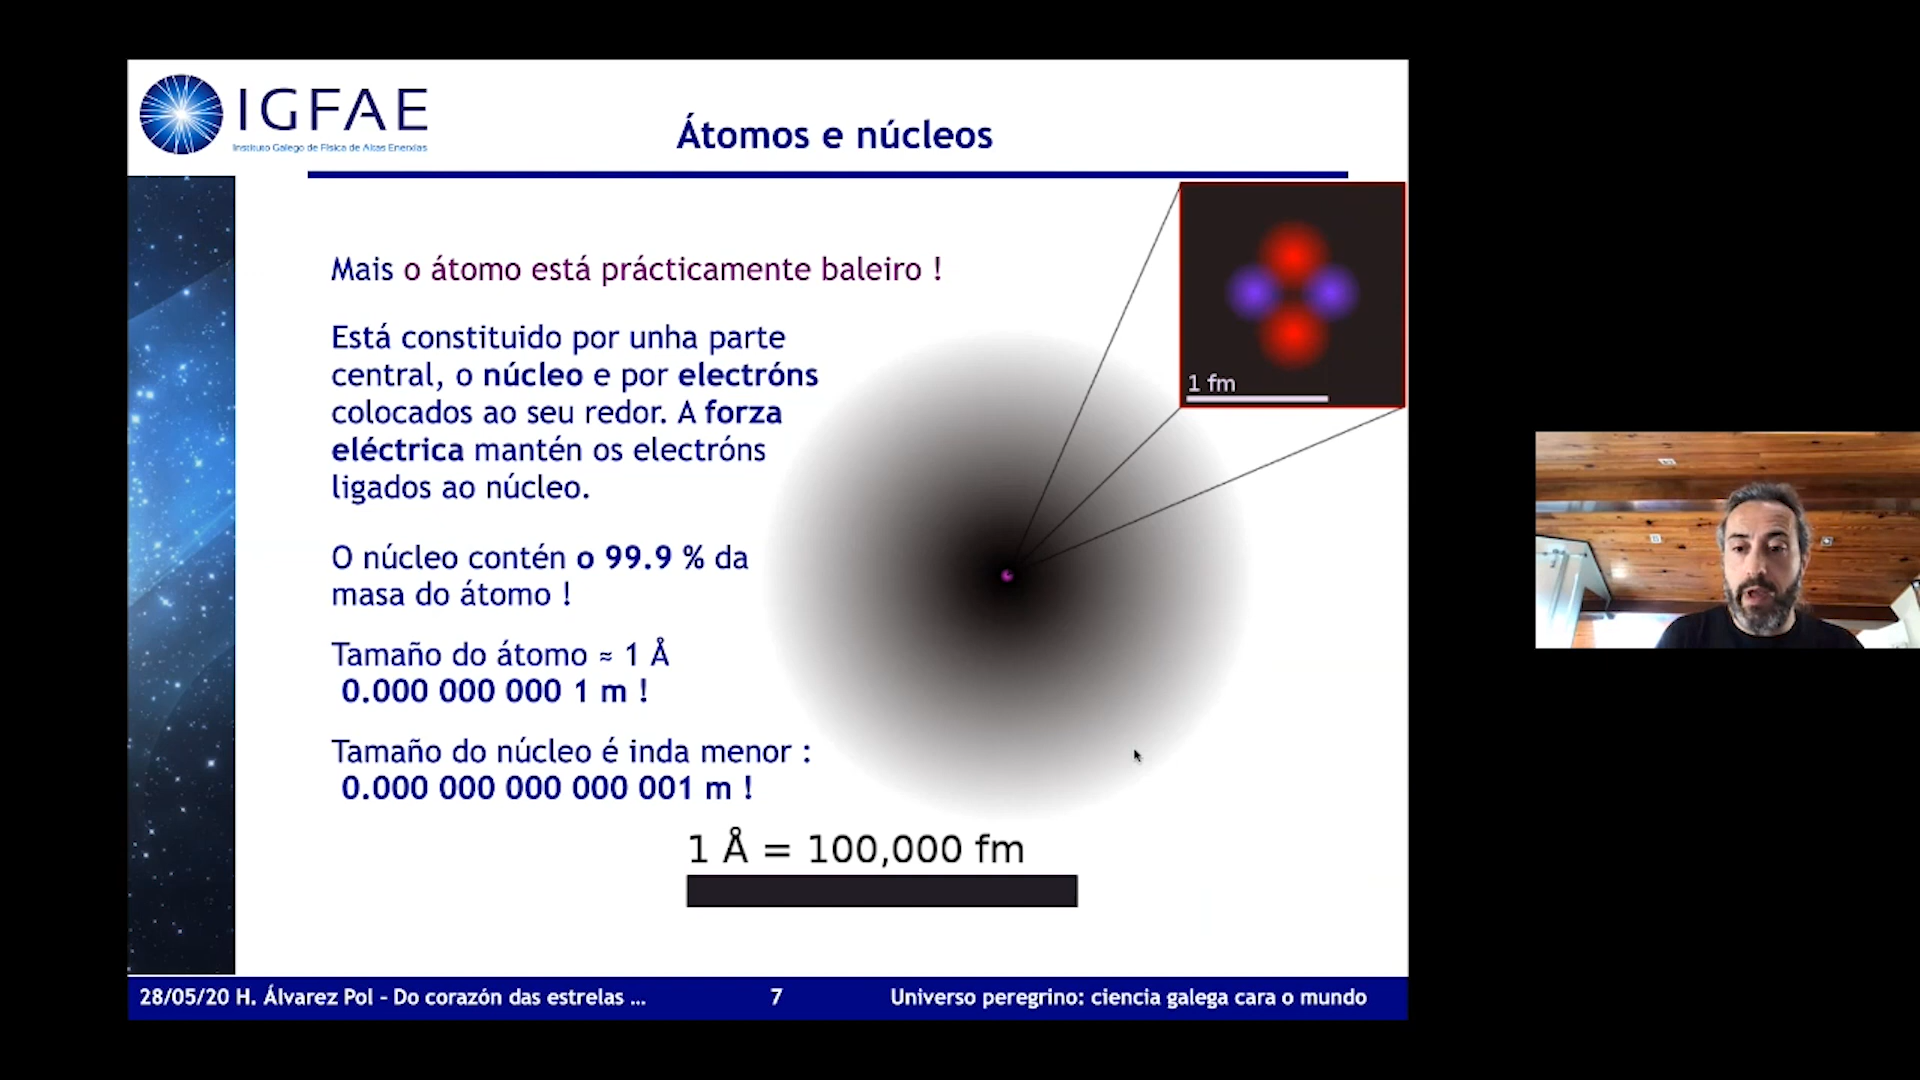 IGFAE
Instituto Galego de Física de Altas Enerxías
Átomos e núcleos
Mais o átomo está prácticamente baleiro !
Está constituido por unha parte
central, o núcleo e por electróns
colocados ao seu redor. A forza
eléctrica mantén os electróns
ligados ao núcleo.
O núcleo contén o 99.9 % da
masa do átomo !
Tamaño do átomo ≈ 1 Å
0.000 000 000 1 m !
Tamaño do núcleo é inda menor :
0.000 000 000 000 001 m !
1 fm
1 Å = 100,000 fm
28/05/20 H. Álvarez Pol - Do corazón das estrelas ...
7
Universo peregrino: ciencia galega cara o mundo